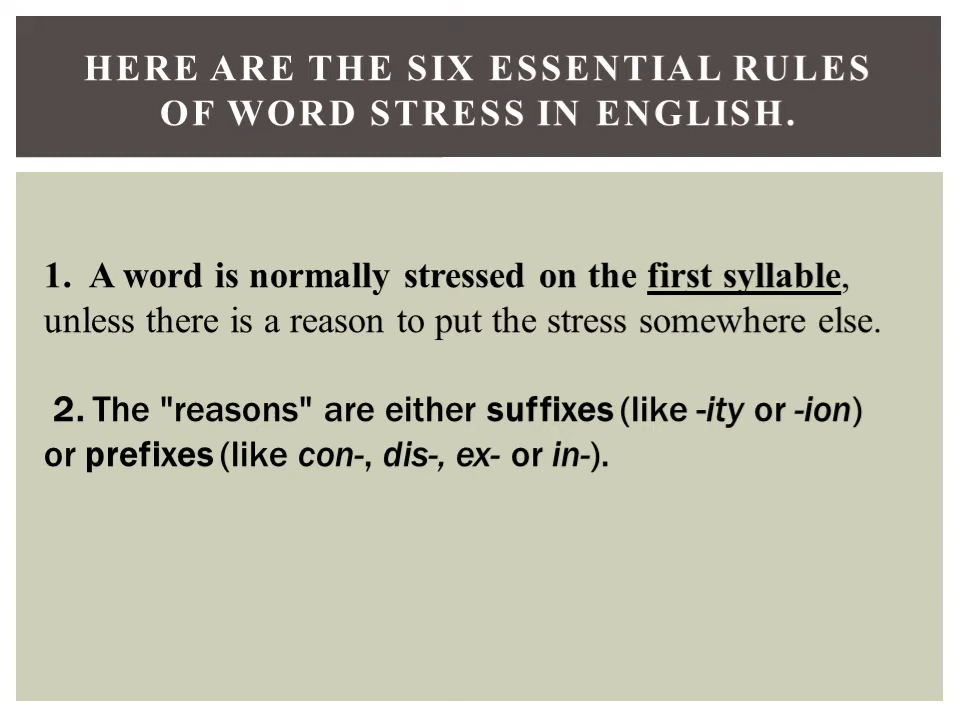 HERE ARE THE SIX ESSENTIAL RULES
OF WORD STRESS IN ENGLISH.
1. A word is normally stressed on the first syllable,
unless there is a reason to put the stress somewhere else.
2. The "reasons" are either suffixes (like -ity or -ion)
or prefixes (like con-, dis-, ex- or in-).